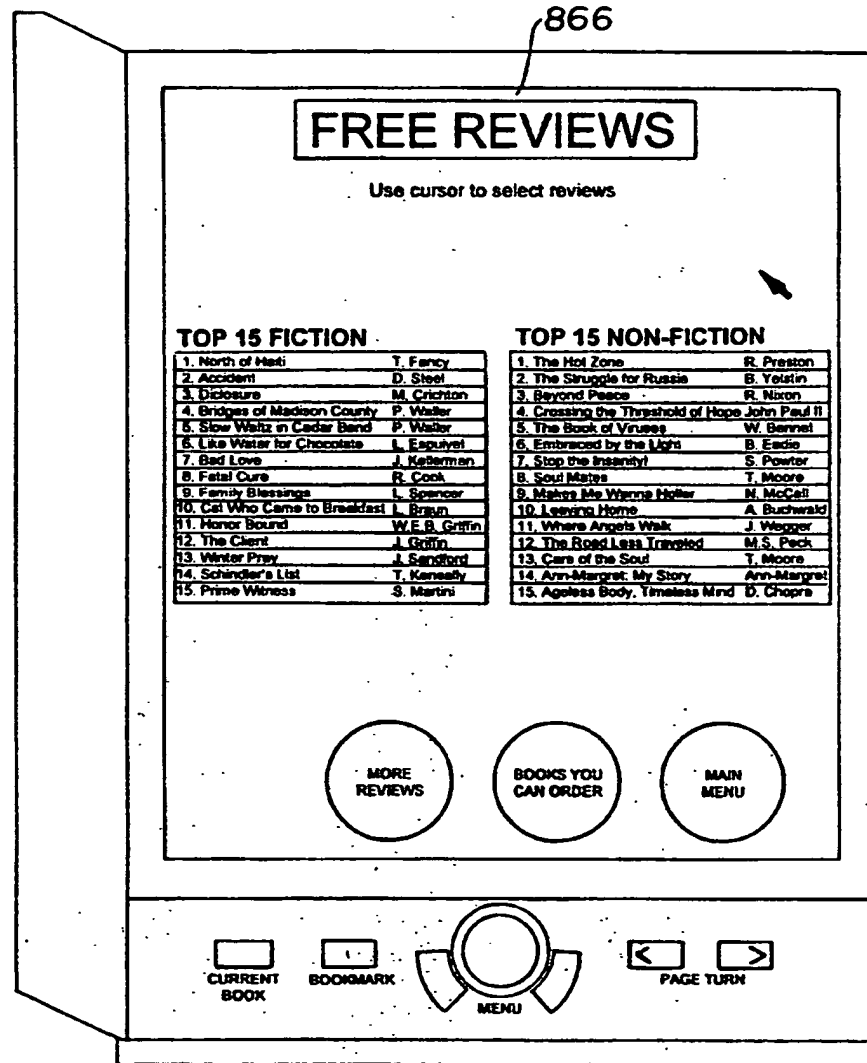 866
FREE REVIEWS
Use cursor to select reviews
TOP 15 FICTION
1. North of Haiti T. Fancy
2. Accident D. Steel
3. Diclosure M. Crichton
4. Bridges of Madison County P. Waller
5. Slow Waltz in Cedar Bend P. Waller
6. Like Water for Chocolate L. Esquivel
7. Bad Love J. Kellerman
8. Fatal Cure R. Cook
9. Family Blessings L. Spencer
10. Cat Who Came to Breakfast L. Braun
11. Honor Bound W.E.B. Griffin
12. The Client J. Griffin
13. Winter Prey J. Sandford
14. Schindler's List T. Keneally
15. Prime Witness S. Martini
TOP 15 NON-FICTION
1. The Hot Zone R. Preston
2. The Struggle for Russia B. Yelstin
3. Beyond Peace R. Nixon
4. Crossing the Threshold of Hope John Paul II
5. The Book of Viruses W. Bennet
6. Embraced by the Light B. Eadie
7. Stop the Insanity! S. Powter
8. Soul Mates T. Moore
9. Makes Me Wanna Holler N. McCall
10. Leaving Home A. Buchwald
11. Where Angels Walk J. Wegger
12. The Road Less Traveled M.S. Peck
13. Care of the Soul T. Moore
14. Ann-Margret: My Story Ann-Margret
15. Ageless Body, Timeless Mind D. Chopra
MORE
REVIEWS
BOOKS YOU
CAN ORDER
MAIN
MENU
CURRENT
BOOK
BOOKMARK
MENU
< >
PAGE TURN